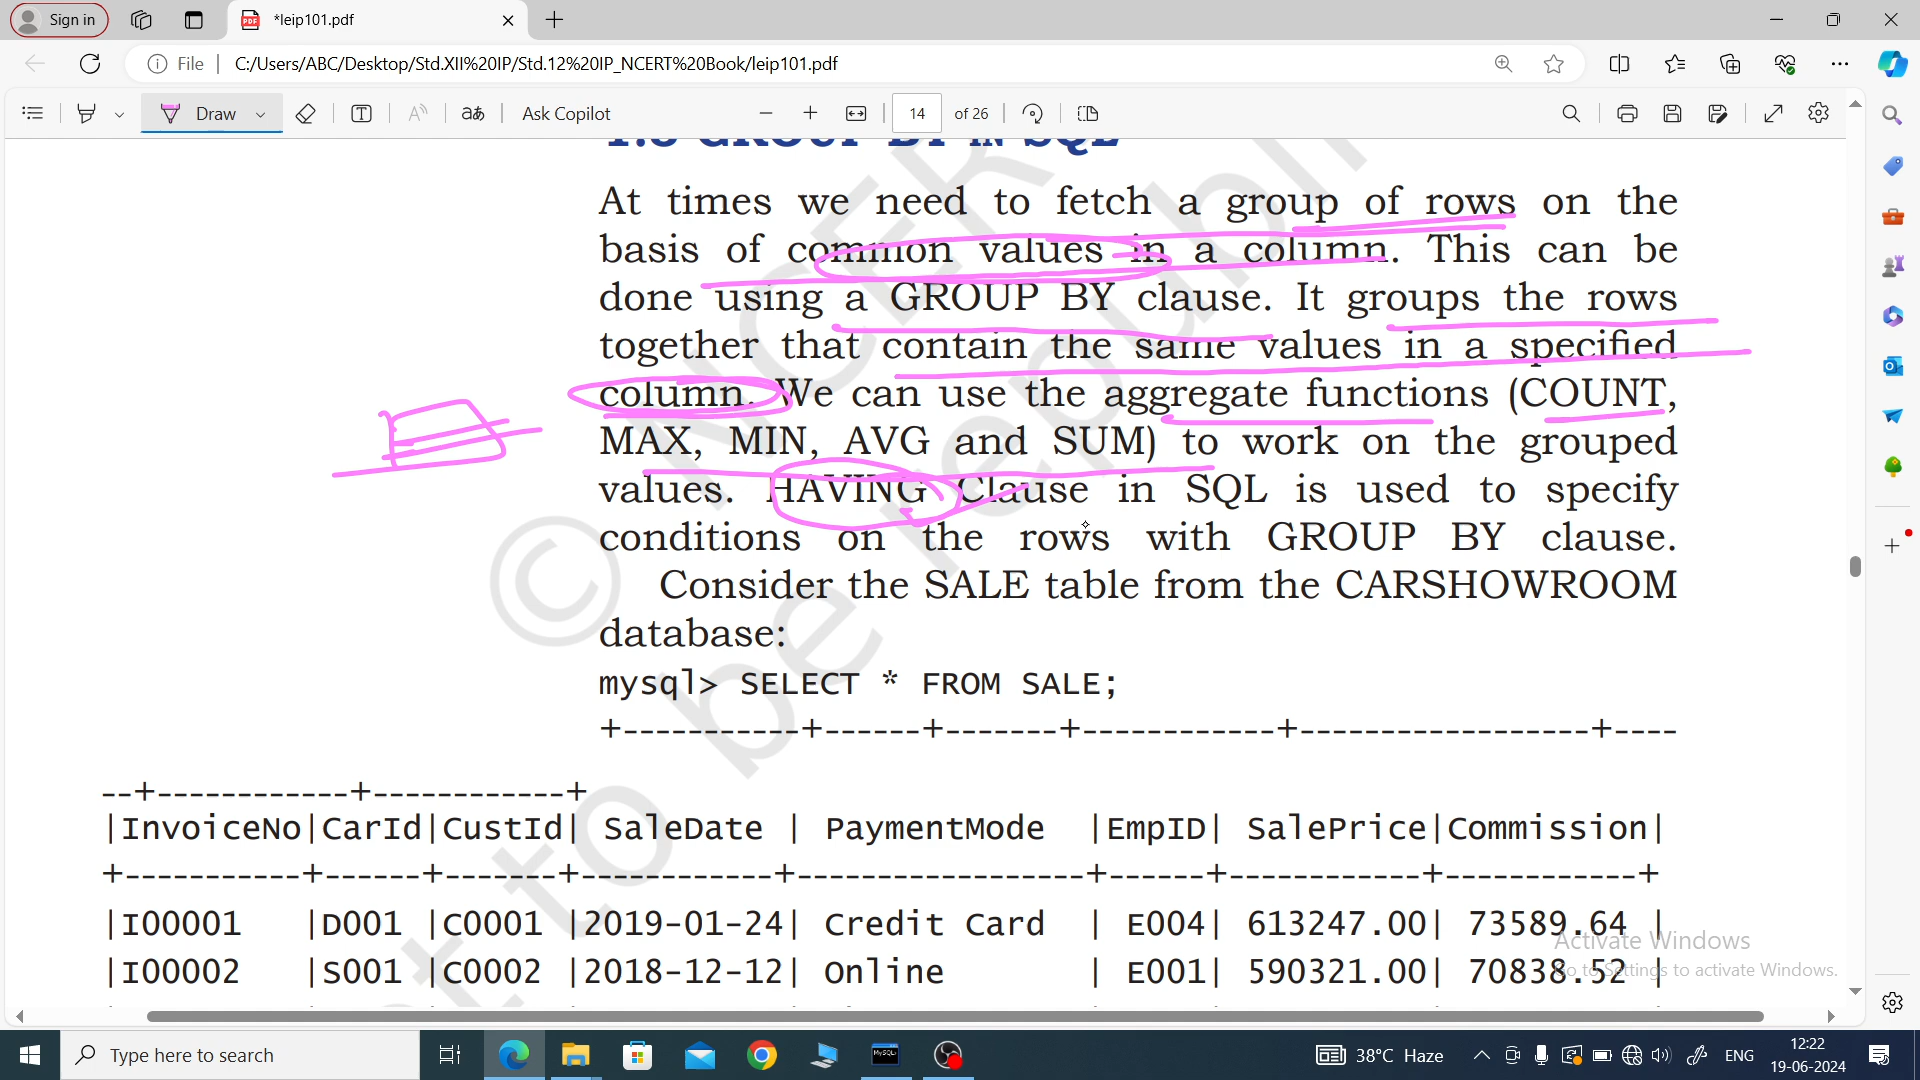 Sign in
*leip101.pdf
File
C:/Users/ABC/Desktop/Std.XII%20IP/Std.12%20IP_NCERT%20Book/leip101.pdf
Draw
Ask Copilot
14 of 26
1.8 GROUP BY IN SQL
At times we need to fetch a group of rows on the
basis of common values in a column. This can be
done using a GROUP BY clause. It groups the rows
together that contain the same values in a specified
column. We can use the aggregate functions (COUNT,
MAX, MIN, AVG and SUM) to work on the grouped
values. HAVING Clause in SQL is used to specify
conditions on the rows with GROUP BY clause.
Consider the SALE table from the CARSHOWROOM
database:
mysql> SELECT * FROM SALE;
+-----------+------+-------+------------+-----------------+----
--+------------+------------+
|InvoiceNo|CarId|CustId| SaleDate | PaymentMode |EmpID| SalePrice|Commission|
+-----------+------+-------+------------+-----------------+------+------------+------------+
|I00001 |D001 |C0001 |2019-01-24| Credit Card | E004| 613247.00| 73589.64 |
|I00002 |S001 |C0002 |2018-12-12| Online | E001| 590321.00| 70838.52 |
Activate Windows
Go to Settings to activate Windows.
Type here to search
38°C Haze
ENG
12:22
19-06-2024